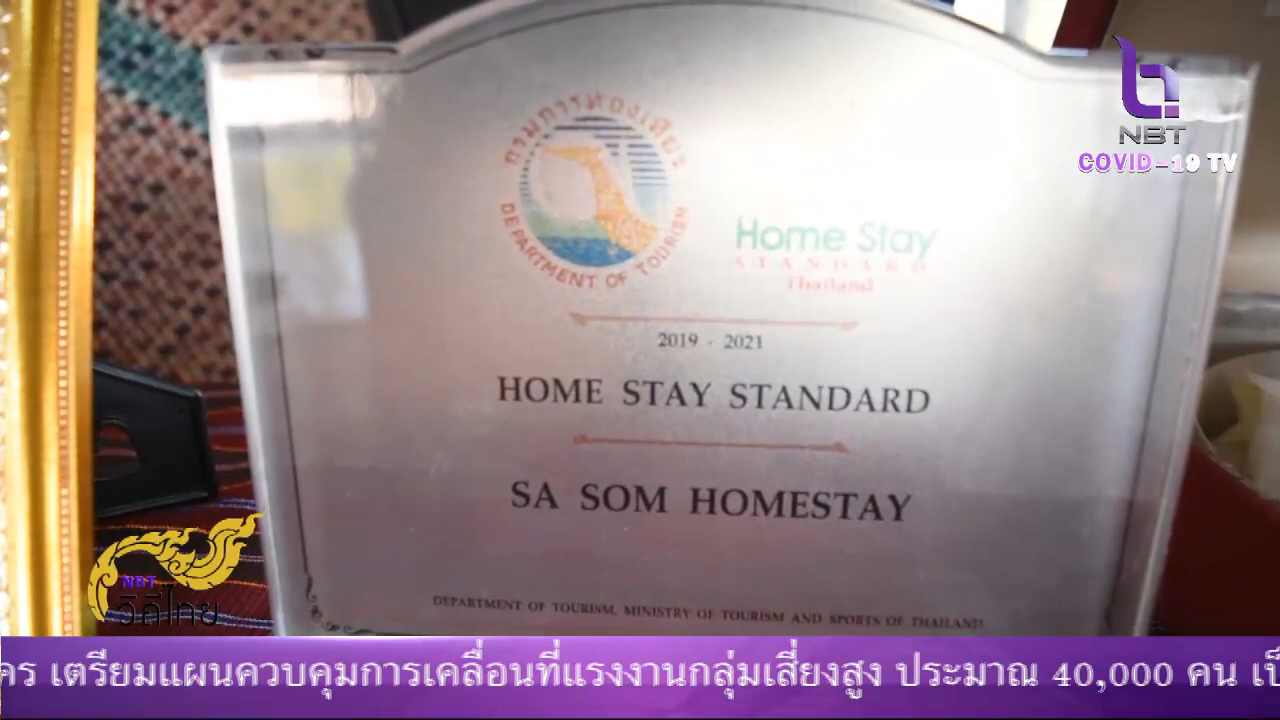 กรมการท่องเที่ยว
DEPARTMENT OF TOURISM
Home Stay
STANDARD
Thailand
2019 - 2021
HOME STAY STANDARD
SA SOM HOMESTAY
DEPARTMENT OF TOURISM, MINISTRY OF TOURISM AND SPORTS OF THAILAND
NBT
COVID-19 TV
NBT
วิถีไทย
คร เตรียมแผนควบคุมการเคลื่อนที่แรงงานกลุ่มเสี่ยงสูง ประมาณ 40,000 คน เป็